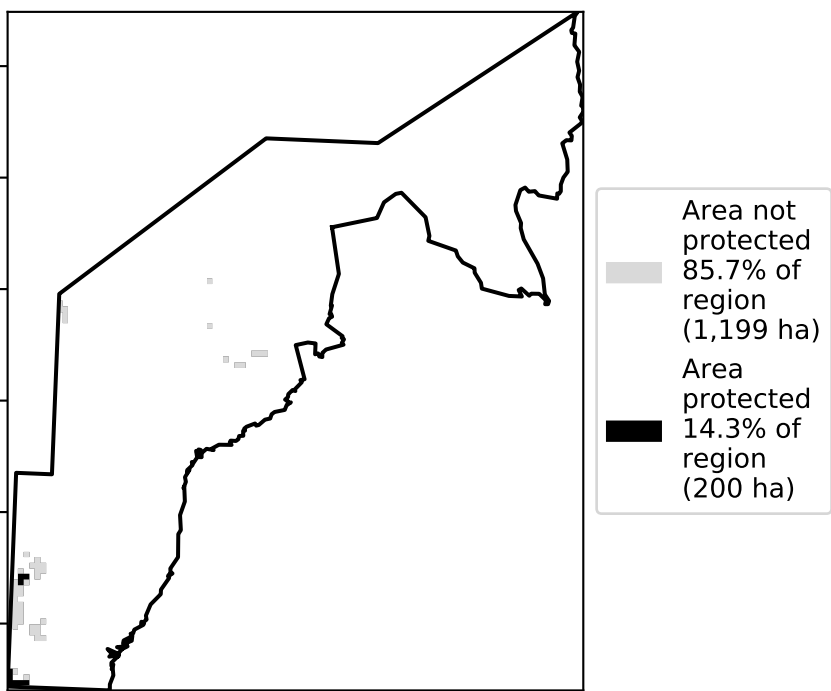 Area not
protected
85.7% of
region
(1,199 ha)
Area
protected
14.3% of
region
(200 ha)